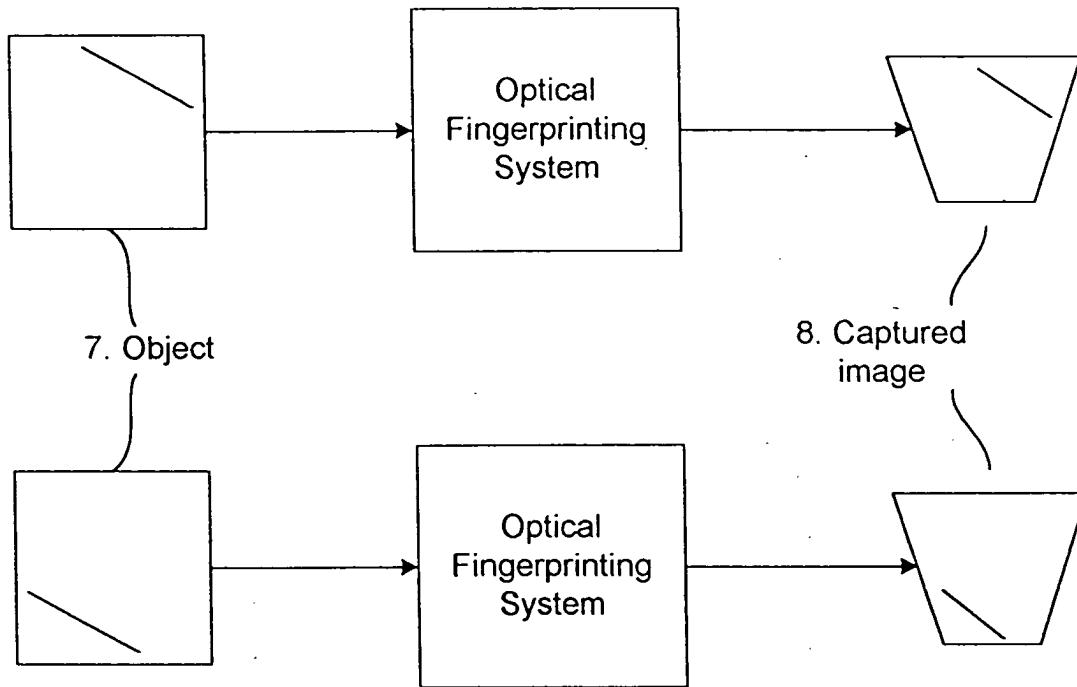 Optical
Fingerprinting
System
7. Object
8. Captured
image
Optical
Fingerprinting
System